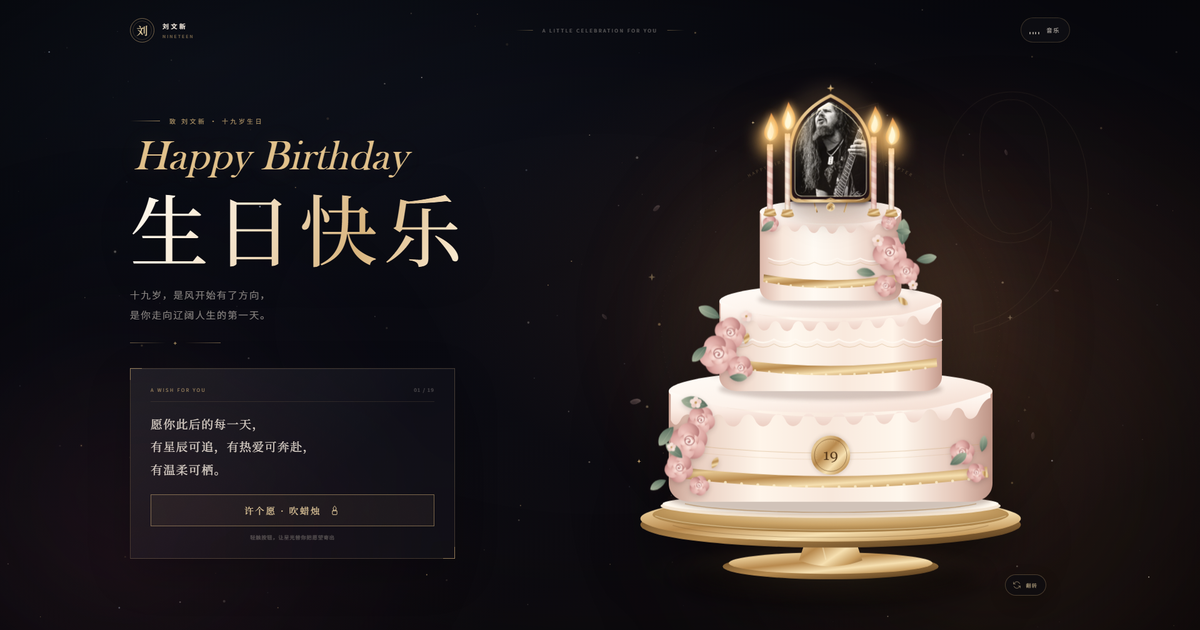 刘
刘文新
NINETEEN
A LITTLE CELEBRATION FOR YOU
音乐
致 刘文新 · 十九岁生日
Happy Birthday
生日快乐
十九岁，是风开始有了方向，
是你走向辽阔人生的第一天。
A WISH FOR YOU
01 / 19
愿你此后的每一天，
有星辰可追，有热爱可奔赴，
有温柔可栖。
许个愿 · 吹蜡烛
19